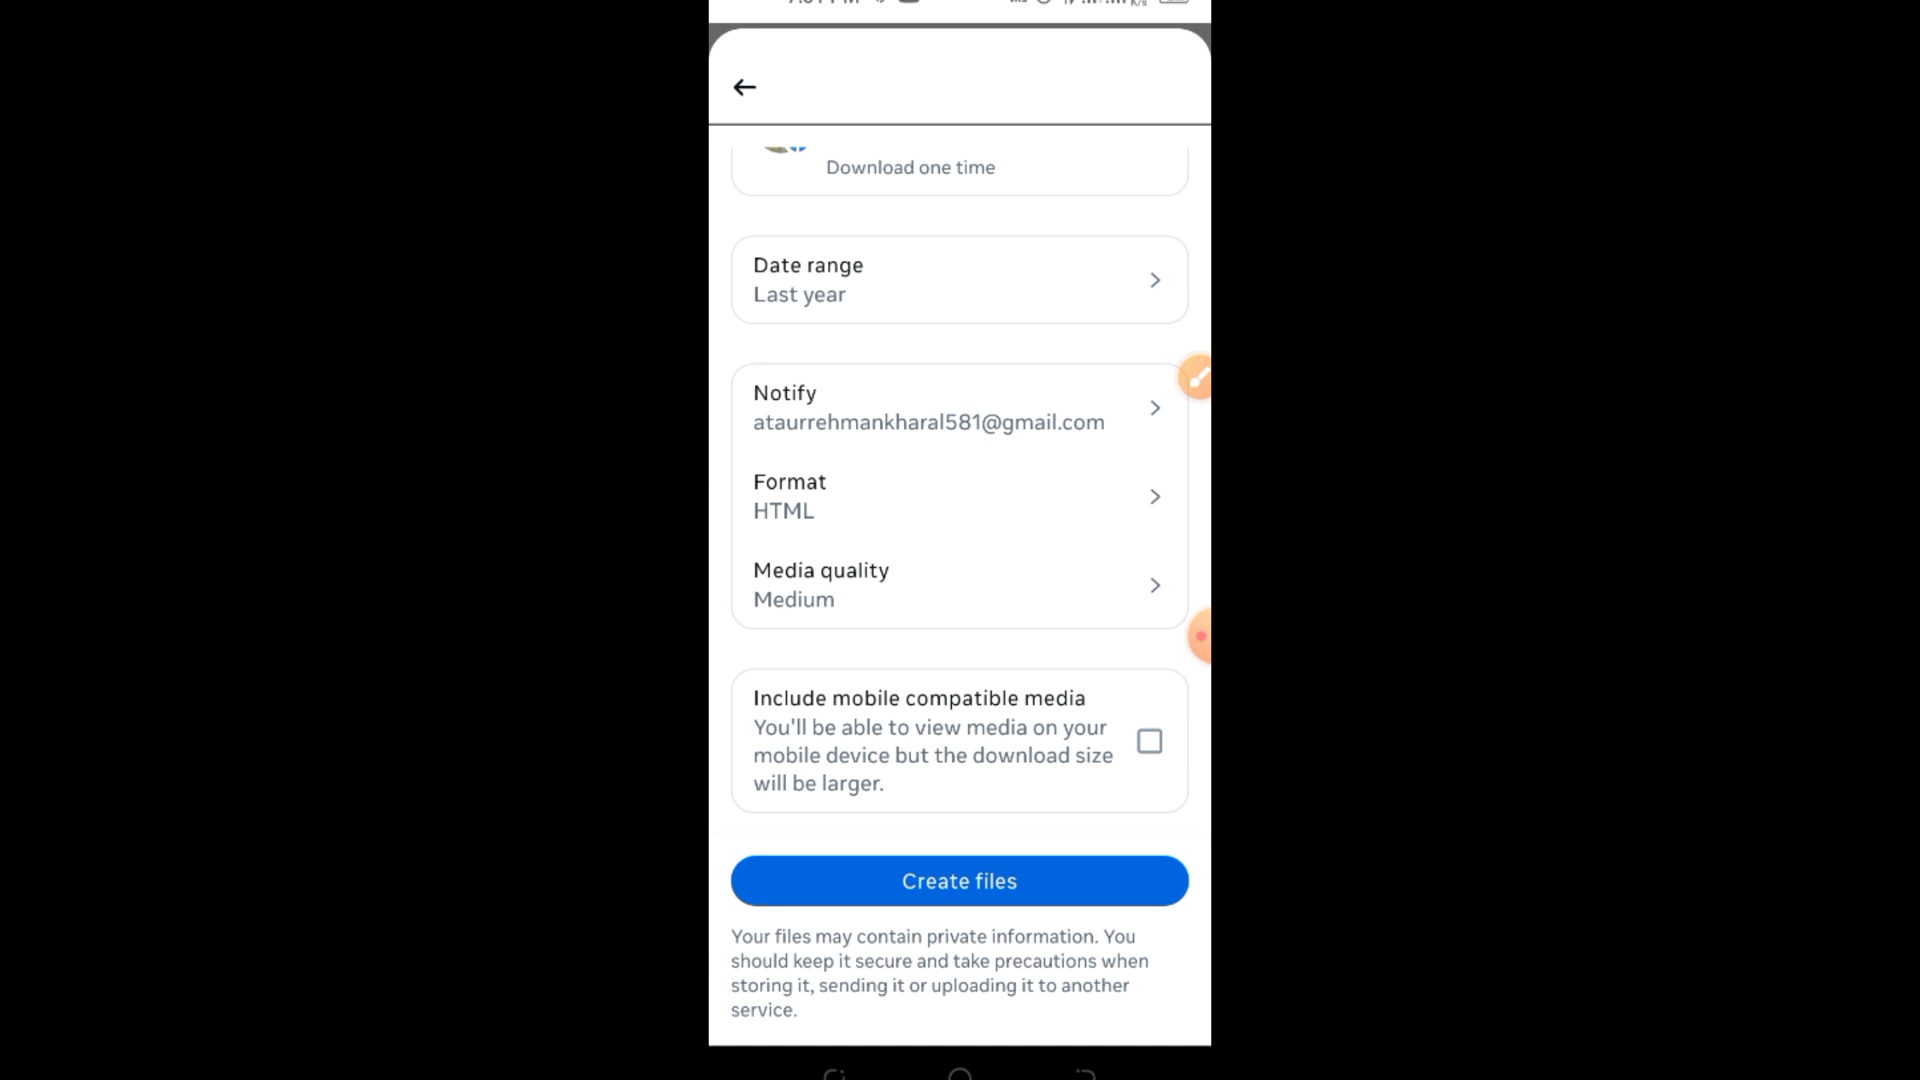 Download one time
Date range
Last year
Notify
ataurrehmankharal581@gmail.com
Format
HTML
Media quality
Medium
Include mobile compatible media
You'll be able to view media on your
mobile device but the download size
will be larger.
Create files
Your files may contain private information. You
should keep it secure and take precautions when
storing it, sending it or uploading it to another
service.